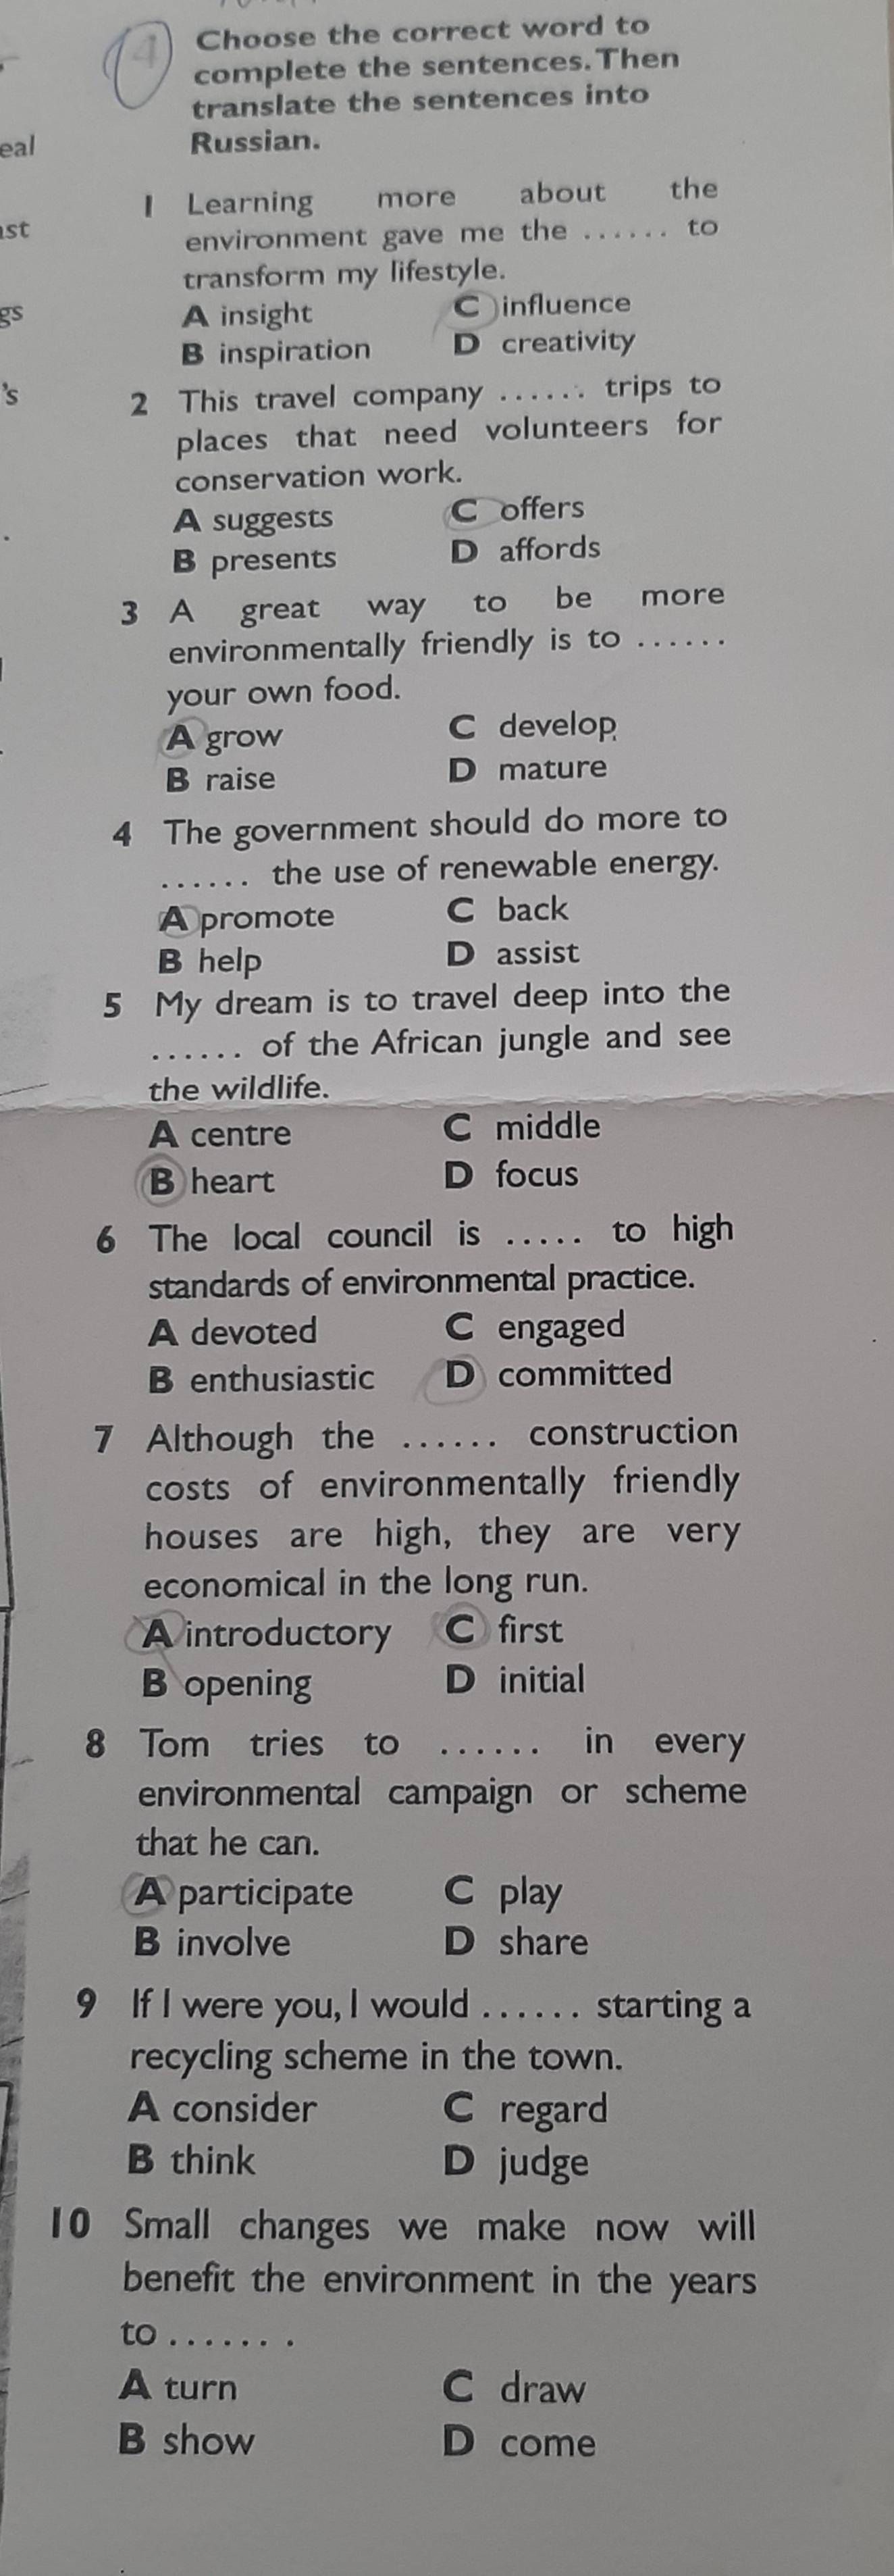 4
Choose the correct word to
complete the sentences. Then
translate the sentences into
Russian.
eal
st
gs
's
1 Learning more about the
environment gave me the ...... to
transform my lifestyle.
A insight C influence
B inspiration D creativity
2 This travel company ...... trips to
places that need volunteers for
conservation work.
A suggests C offers
B presents D affords
3 A great way to be more
environmentally friendly is to ......
your own food.
A grow C develop
B raise D mature
4 The government should do more to
...... the use of renewable energy.
A promote C back
B help D assist
5 My dream is to travel deep into the
...... of the African jungle and see
the wildlife.
A centre C middle
B heart D focus
6 The local council is ..... to high
standards of environmental practice.
A devoted C engaged
B enthusiastic D committed
7 Although the ...... construction
costs of environmentally friendly
houses are high, they are very
economical in the long run.
A introductory C first
B opening D initial
8 Tom tries to ...... in every
environmental campaign or scheme
that he can.
A participate C play
B involve D share
9 If I were you, I would ...... starting a
recycling scheme in the town.
A consider C regard
B think D judge
10 Small changes we make now will
benefit the environment in the years
to ....... .
A turn C draw
B show D come